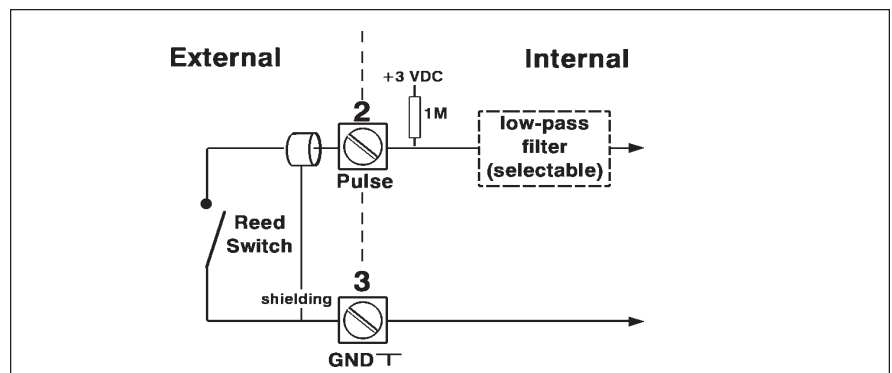 External
Internal
+3 VDC
1M
2
Pulse
low-pass
filter
(selectable)
Reed
Switch
shielding
3
GND